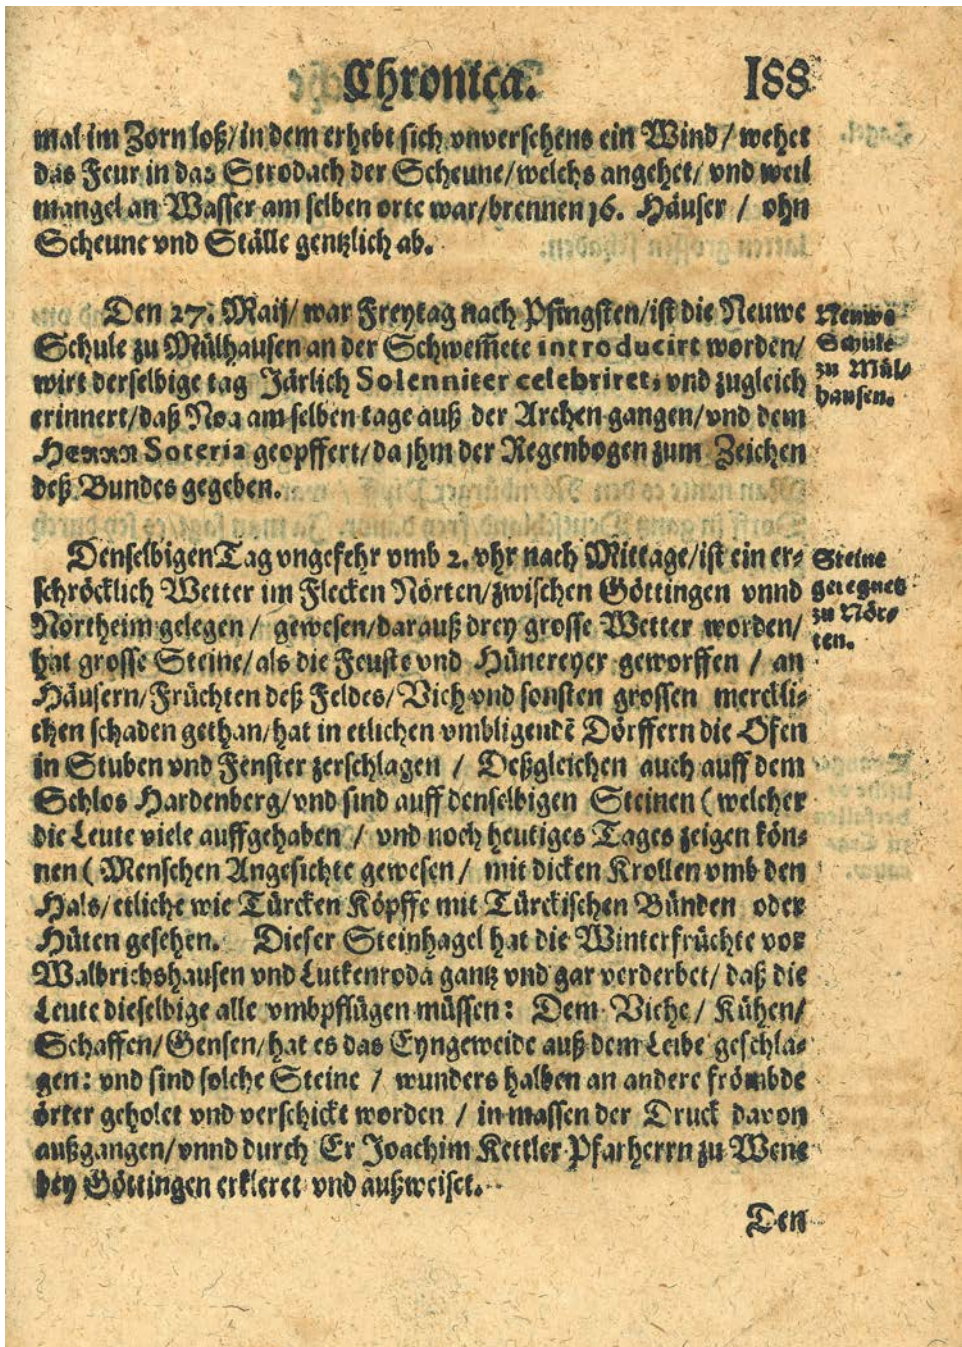 Chronica. 188
mal im Zorn loß/ in dem erhebt sich vnversehens ein Wind/ wehet
das Feur in das Strodach der Scheune/ welchs angehet/ vnd weil
mangel an Wasser am selben orte war/ brennen 16. Häuser / ohn
Scheune vnd Ställe gentzlich ab.
Den 27. Maij/ war Freytag nach Pfingsten/ ist die Neuwe
Schule zu Mülhausen an der Schwem̃ete introducirt worden/
wirt derselbige tag Järlich Solenniter celebriret, vnd zugleich
erinnert/ daß Noa am selben tage auß der Archen gangen/ vnd dem
HERRN Soteria geopffert/ da jhm der Regenbogen zum Zeichen
deß Bundes gegeben.
Neuwe
Schule
zu Mül-
hausen.
Denselbigen Tag vngefehr vmb 2. vhr nach Mittage/ ist ein er-
schröcklich Wetter im Flecken Nörten/ zwischen Göttingen vnnd
Northeim gelegen / gewesen/ darauß drey grosse Wetter worden/
hat grosse Steine/ als die Feuste vnd Hünereyer geworffen / an
Häusern/ Früchten deß Feldes/ Vich vnd sonsten grossen merckli-
chen schaden gethan/ hat in etlichen vmbligendē Dörffern die Ofen
in Stuben vnd Fenster zerschlagen / Deßgleichen auch auff dem
Schlos Hardenberg/ vnd sind auff denselbigen Steinen ( welcher
die Leute viele auffgehaben / vnd noch heutiges Tages zeigen kön-
nen ( Menschen Angesichte gewesen / mit dicken Krollen vmb den
Hals/ etliche wie Türcken Köpffe mit Türckischen Bünden oder
Hüten gesehen. Dieser Steinhagel hat die Winterfrüchte vor
Walbrichshausen vnd Lutkenroda gantz vnd gar verderbet/ daß die
Leute dieselbige alle vmbpflügen müssen: Dem Viehe / Kühen/
Schaffen/ Gensen/ hat es das Eyngeweide auß dem Leibe geschla-
gen: vnd sind solche Steine / wunders halben an andere frömbde
örter geholet vnd verschickt worden / in massen der Druck davon
außgangen/ vnnd durch Er Joachim Kettler Pfarherrn zu Wene
bey Göttingen erkleret vnd außweiset.
Steine
geregnet
zu Nör-
ten.
Den